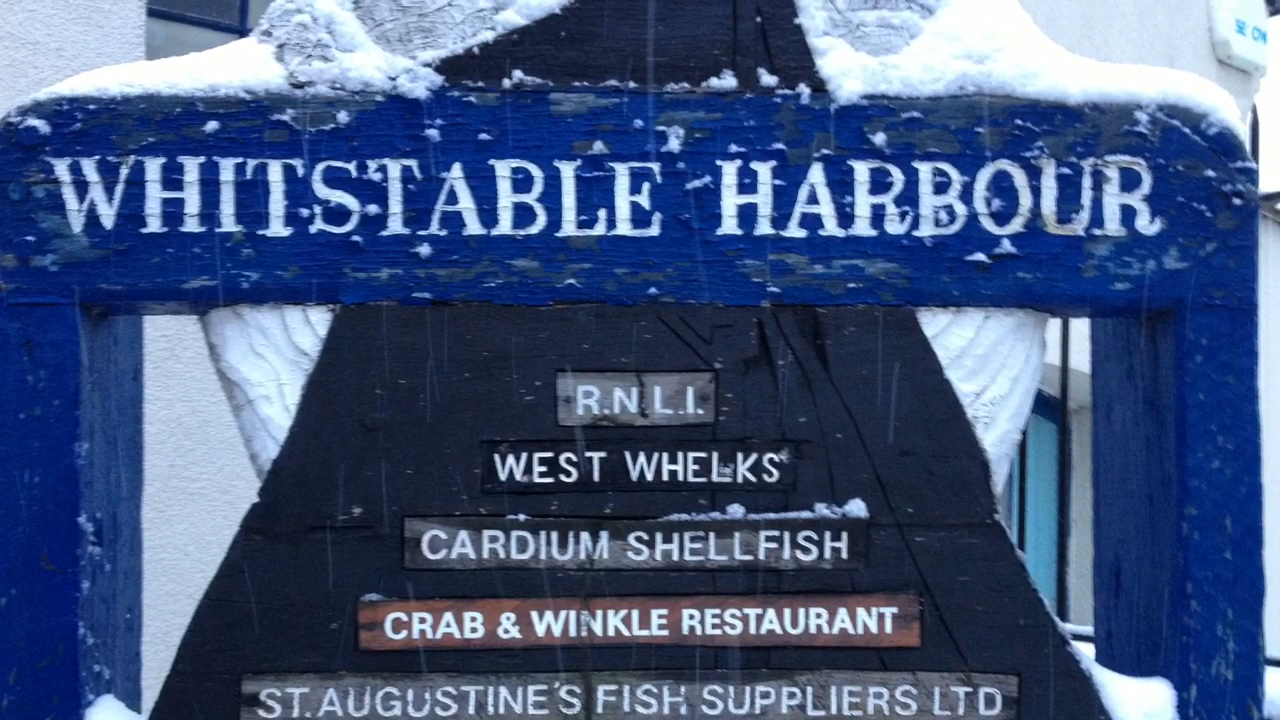 WHITSTABLE HARBOUR
R.N.L.I.
WEST WHELKS
CARDIUM SHELLFISH
CRAB & WINKLE RESTAURANT
ST. AUGUSTINE'S FISH SUPPLIERS LTD